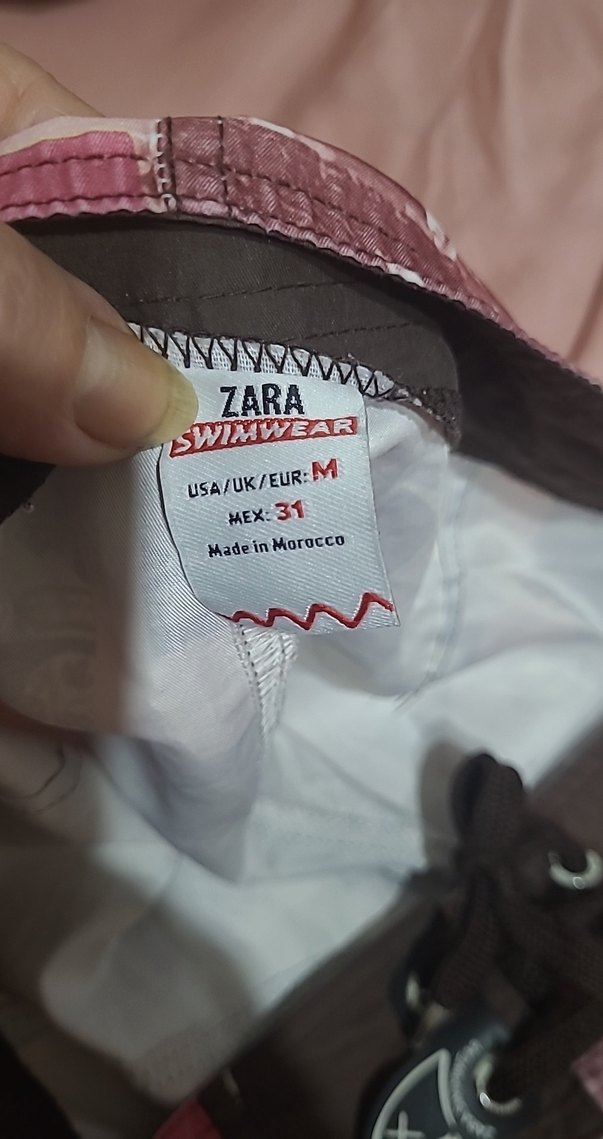 ZARA
SWIMWEAR
USA/UK/EUR: M
MEX: 31
Made in Morocco